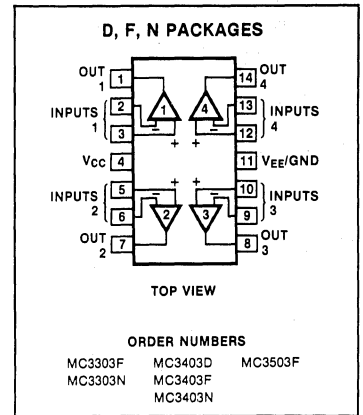 D, F, N PACKAGES
OUT 1 1 14 OUT 4
INPUTS 1 2 3 − + 1 4 − + 13 12 INPUTS 4
VCC 4 11 VEE/GND
INPUTS 2 5 6 + − 2 3 + − 10 9 INPUTS 3
OUT 2 7 8 OUT 3
TOP VIEW
ORDER NUMBERS
MC3303F MC3403D MC3503F
MC3303N MC3403F
MC3403N